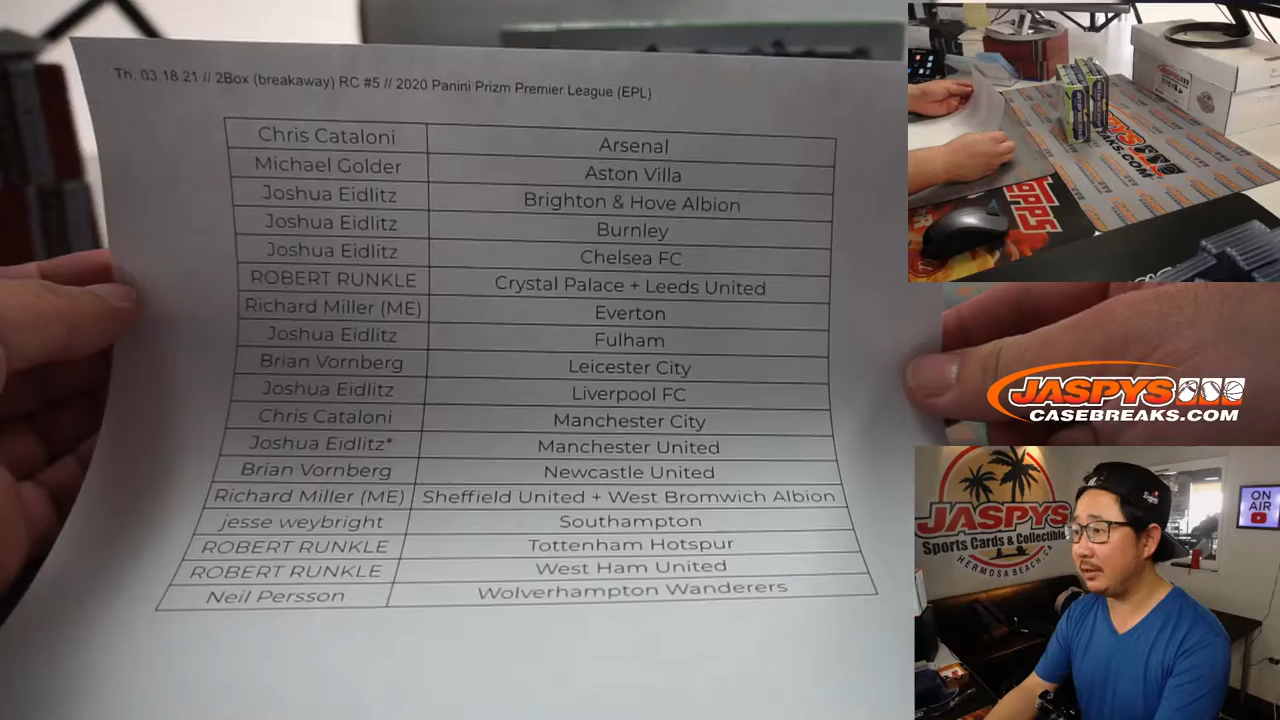 Th, 03.18.21 // 2Box (breakaway) RC #5 // 2020 Panini Prizm Premier League (EPL)
Chris Cataloni Arsenal
Michael Golder Aston Villa
Joshua Eidlitz Brighton & Hove Albion
Joshua Eidlitz Burnley
Joshua Eidlitz Chelsea FC
ROBERT RUNKLE Crystal Palace + Leeds United
Richard Miller (ME) Everton
Joshua Eidlitz Fulham
Brian Vornberg Leicester City
Joshua Eidlitz Liverpool FC
Chris Cataloni Manchester City
Joshua Eidlitz* Manchester United
Brian Vornberg Newcastle United
Richard Miller (ME) Sheffield United + West Bromwich Albion
jesse weybright Southampton
ROBERT RUNKLE Tottenham Hotspur
ROBERT RUNKLE West Ham United
Neil Persson Wolverhampton Wanderers
TOPPS
JASPYS
CASEBREAKS.COM
JASPYS
Sports Cards & Collectible
HERMOSA BEACH, CA
ON
AIR